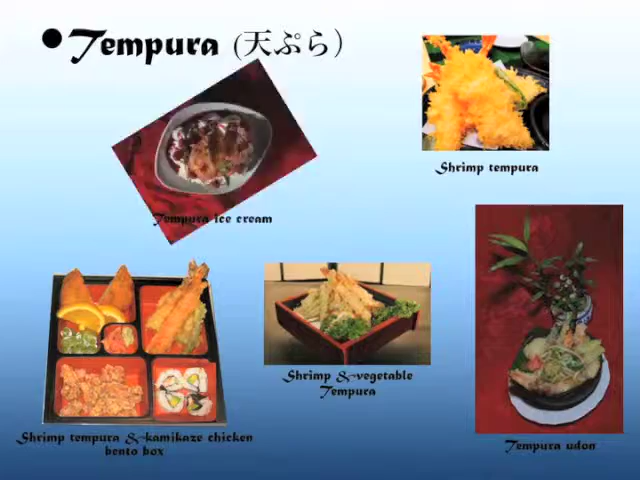 •Tempura (天ぷら）
Shrimp tempura
Tempura ice cream
Shrimp & vegetable
Tempura
Shrimp tempura & kamikaze chicken
bento box
Tempura udon